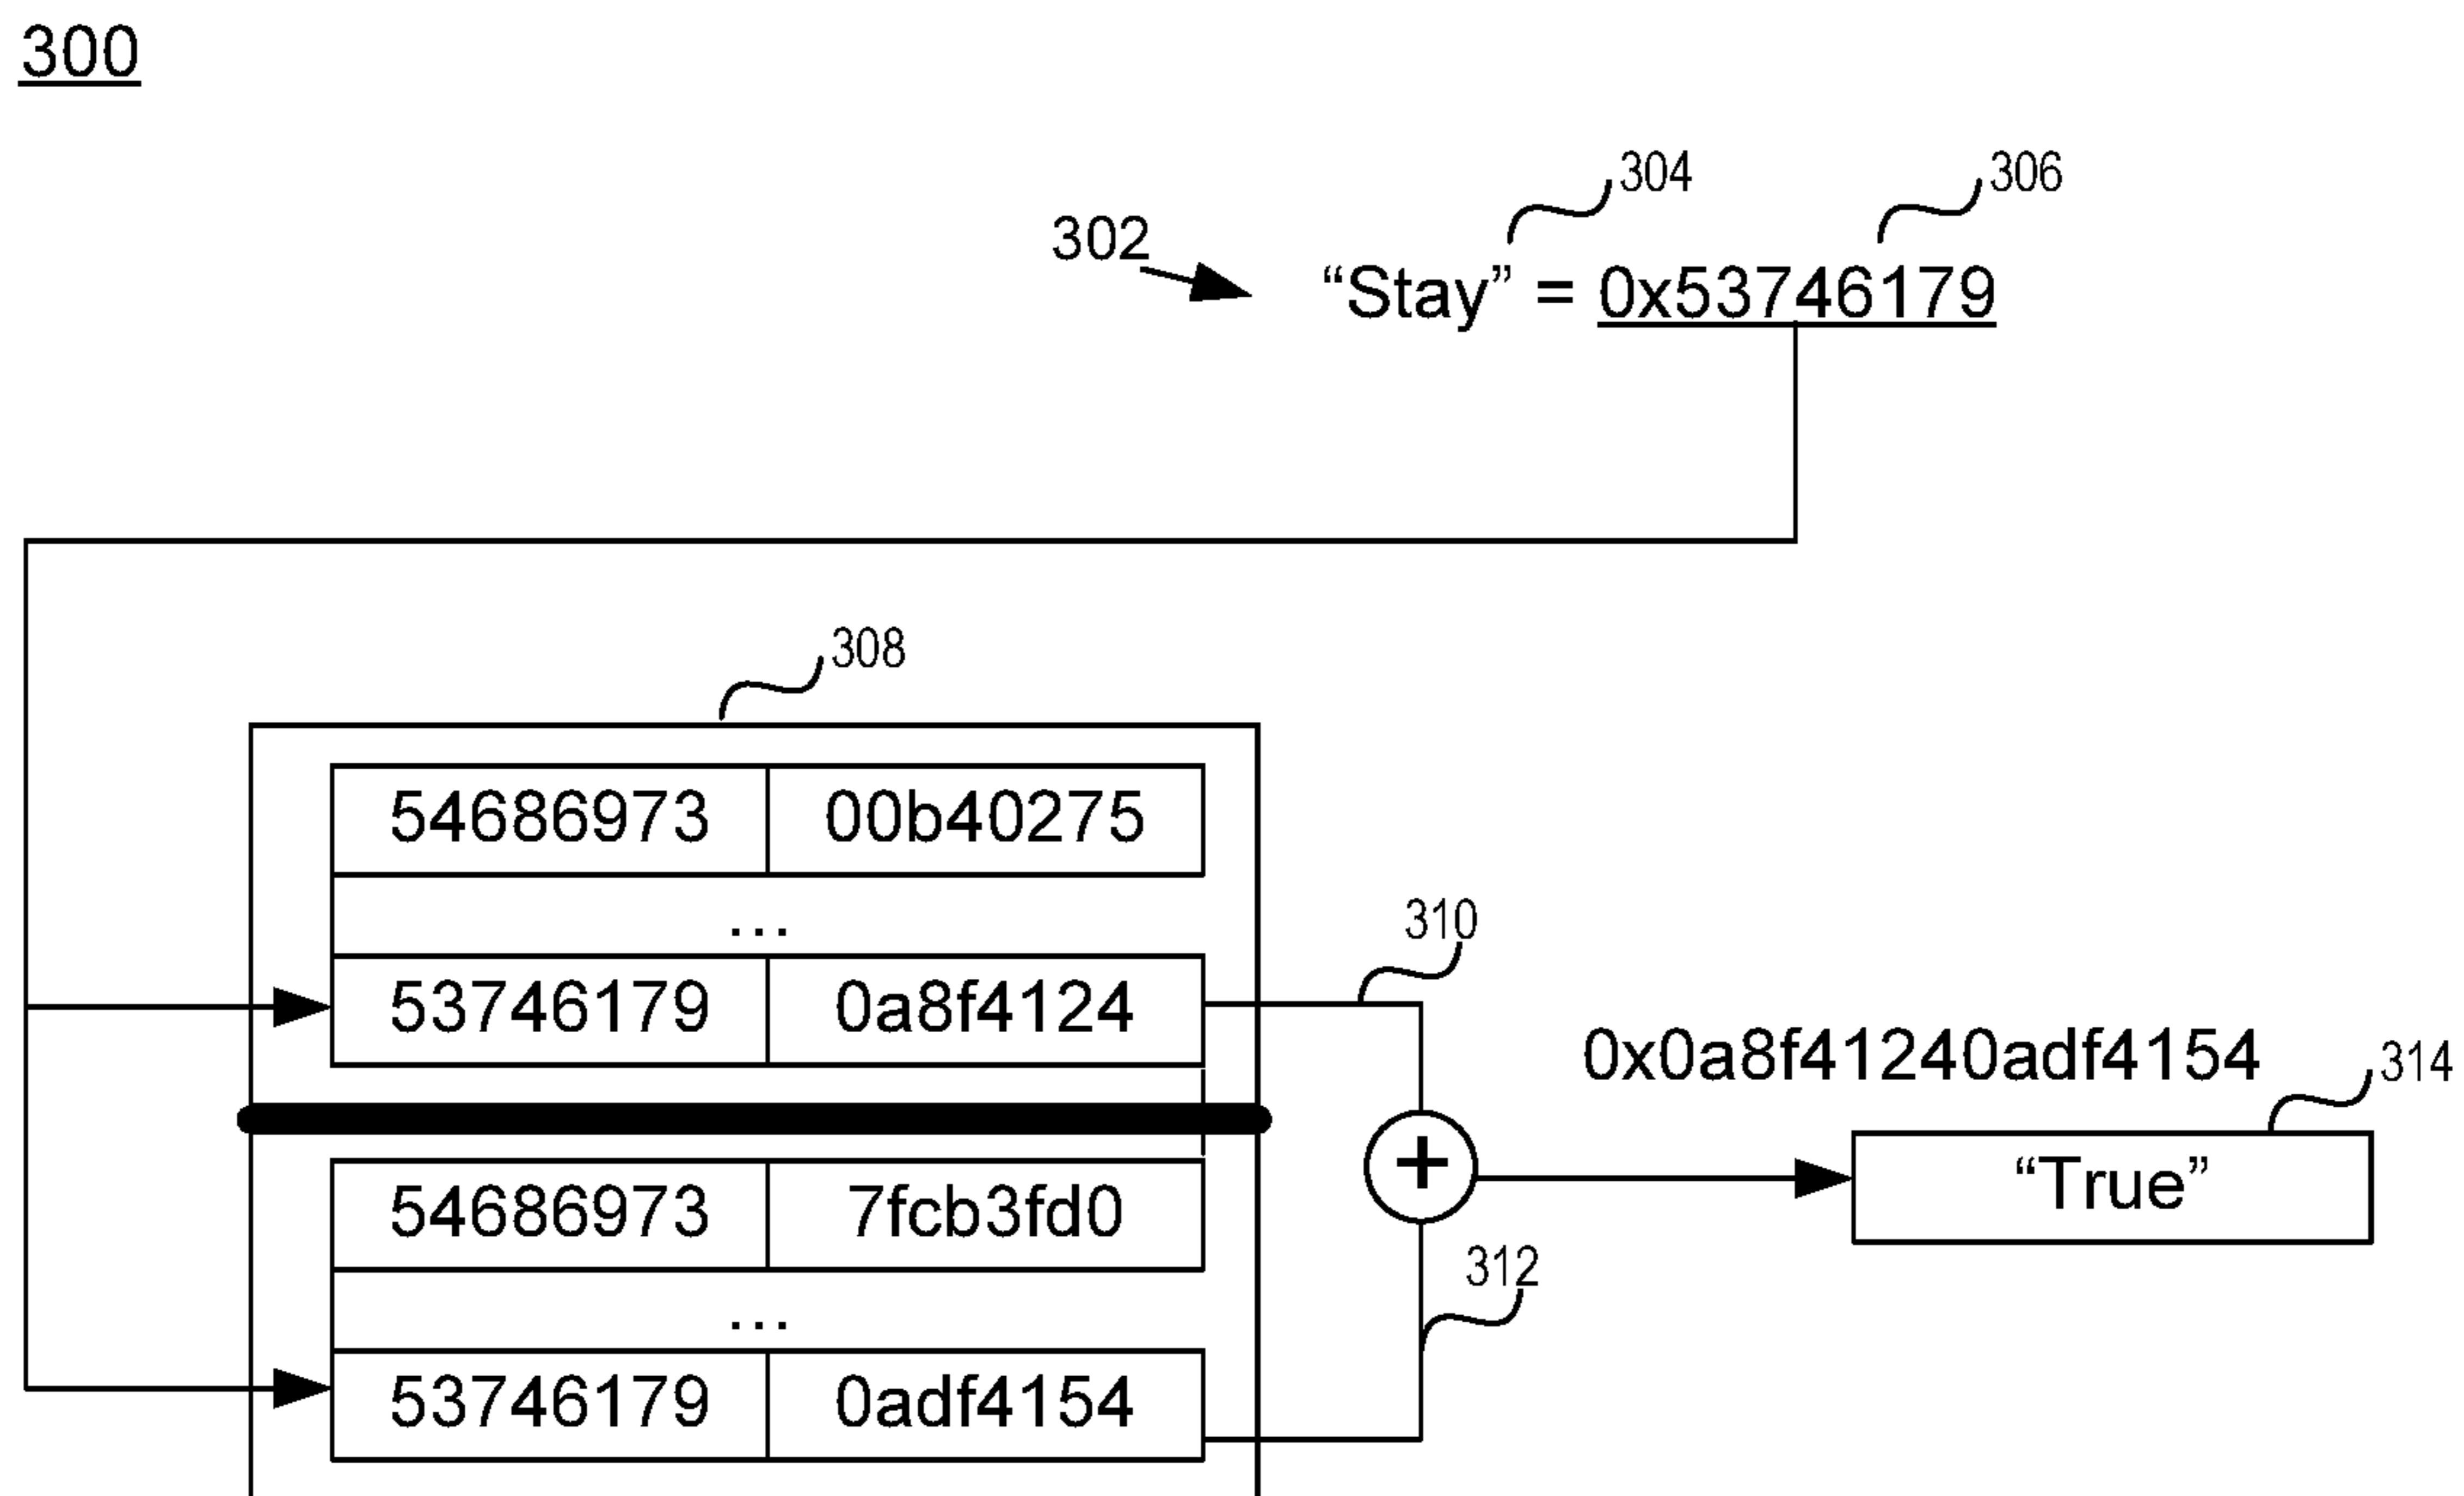 300
304
306
302
“Stay” = 0x53746179
308
54686973 00b40275
...
310
53746179 0a8f4124
0x0a8f41240adf4154
314
+
“True”
54686973 7fcb3fd0
312
...
53746179 0adf4154